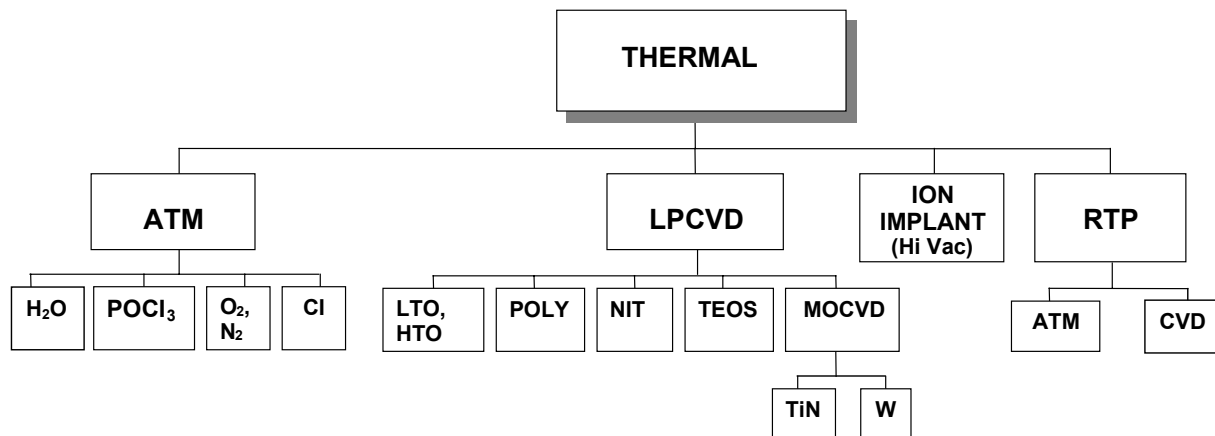 THERMAL
ATM
LPCVD
ION
IMPLANT
(Hi Vac)
RTP
H₂O
POCl₃
O₂,
N₂
Cl
LTO,
HTO
POLY
NIT
TEOS
MOCVD
ATM
CVD
TiN
W